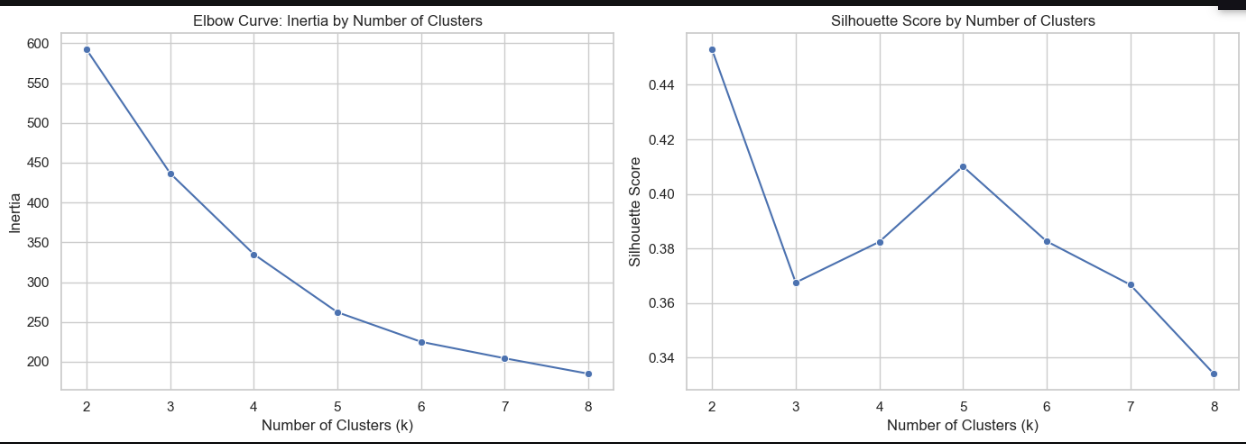 Elbow Curve: Inertia by Number of Clusters
600
550
500
450
400
350
300
250
200
Inertia
2 3 4 5 6 7 8
Number of Clusters (k)
Silhouette Score by Number of Clusters
0.44
0.42
0.40
0.38
0.36
0.34
Silhouette Score
2 3 4 5 6 7 8
Number of Clusters (k)